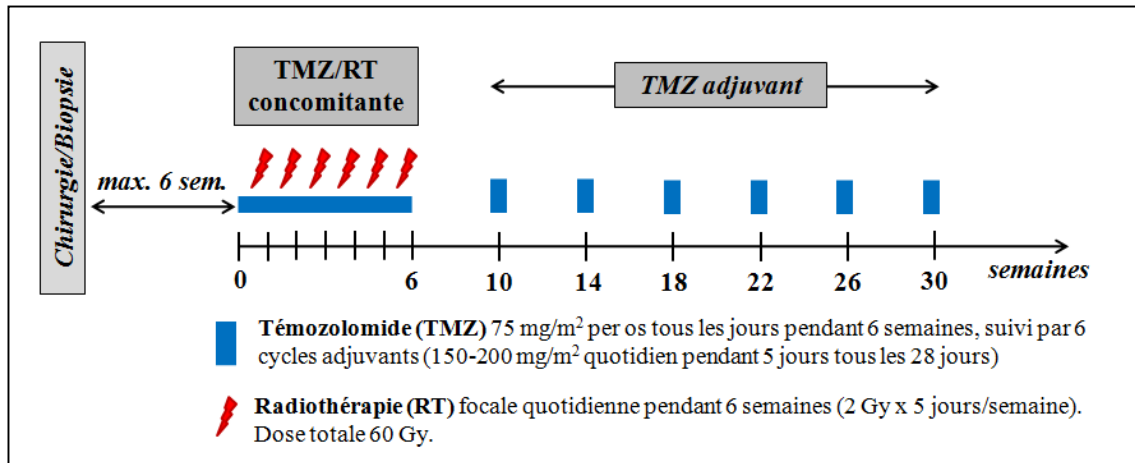 Chirurgie/Biopsie
max. 6 sem.
TMZ/RT
concomitante
TMZ adjuvant
0
6
10
14
18
22
26
30
semaines
Témozolomide (TMZ) 75 mg/m² per os tous les jours pendant 6 semaines, suivi par 6
cycles adjuvants (150-200 mg/m² quotidien pendant 5 jours tous les 28 jours)
Radiothérapie (RT) focale quotidienne pendant 6 semaines (2 Gy x 5 jours/semaine).
Dose totale 60 Gy.